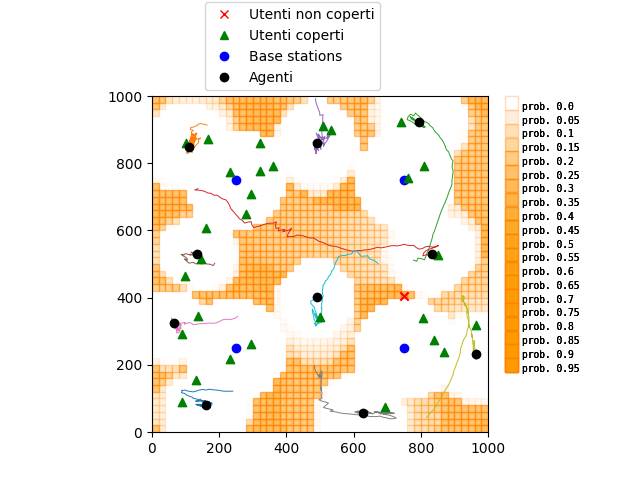 Utenti non coperti
Utenti coperti
Base stations
Agenti
1000
800
600
400
200
0
0
200
400
600
800
1000
prob. 0.0
prob. 0.05
prob. 0.1
prob. 0.15
prob. 0.2
prob. 0.25
prob. 0.3
prob. 0.35
prob. 0.4
prob. 0.45
prob. 0.5
prob. 0.55
prob. 0.6
prob. 0.65
prob. 0.7
prob. 0.75
prob. 0.8
prob. 0.85
prob. 0.9
prob. 0.95